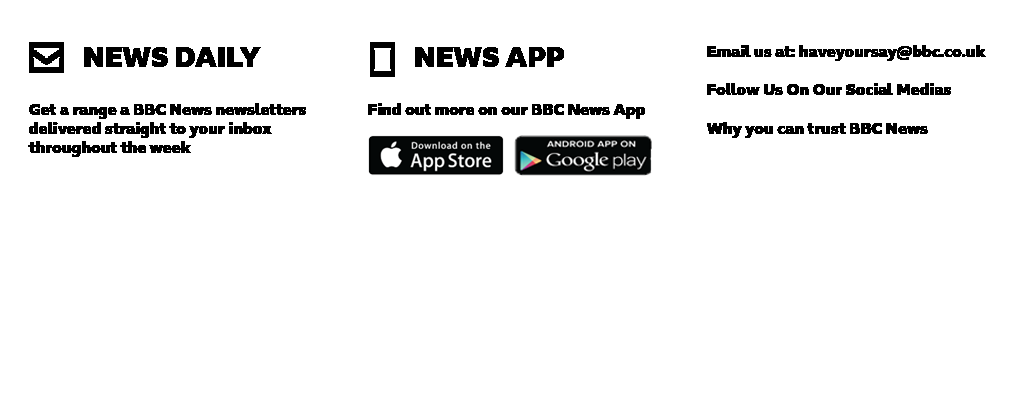 NEWS DAILY
Get a range a BBC News newsletters
delivered straight to your inbox
throughout the week
NEWS APP
Find out more on our BBC News App
Download on the
App Store
ANDROID APP ON
Google play
Email us at: haveyoursay@bbc.co.uk
Follow Us On Our Social Medias
Why you can trust BBC News